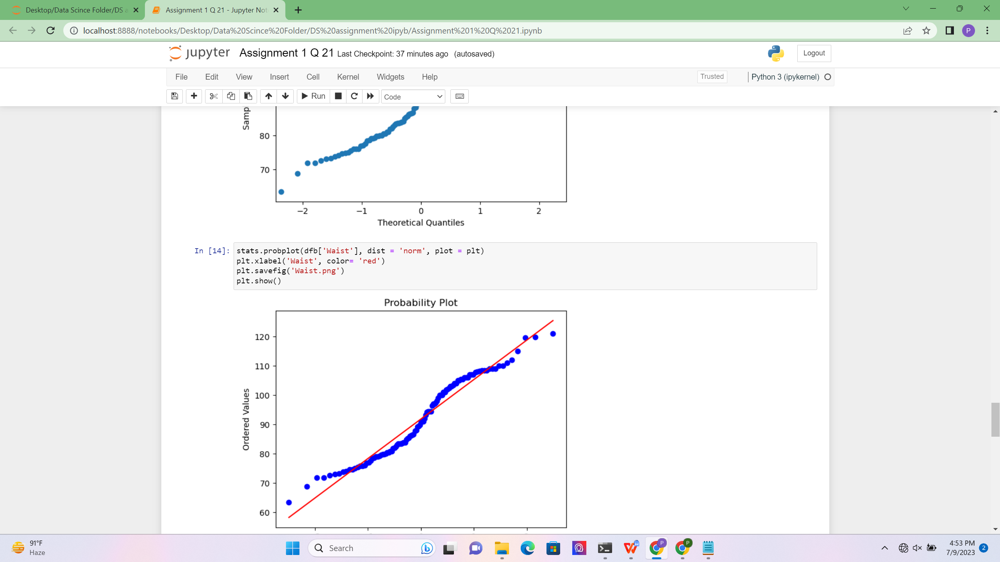 Desktop/Data Scince Folder/DS a
Assignment 1 Q 21 - Jupyter Not
localhost:8888/notebooks/Desktop/Data%20Scince%20Folder/DS%20assignment%20ipyb/Assignment%201%20Q%2021.ipynb
P
jupyter Assignment 1 Q 21 Last Checkpoint: 37 minutes ago (autosaved)
Logout
File Edit View Insert Cell Kernel Widgets Help
Trusted
Python 3 (ipykernel)
Run
Code
Samp
80
70
−2 −1 0 1 2
Theoretical Quantiles
In [14]:
stats.probplot(dfb['Waist'], dist = 'norm', plot = plt)
plt.xlabel('Waist', color= 'red')
plt.savefig('Waist.png')
plt.show()
Probability Plot
120
110
100
90
80
70
60
Ordered Values
91°F
Haze
Search
P
P
4:53 PM
7/9/2023
2